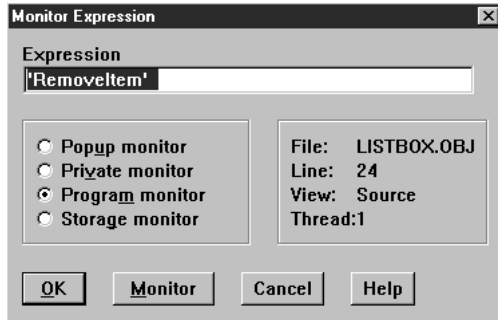 Monitor Expression
Expression
'RemoveItem'
Popup monitor
Private monitor
Program monitor
Storage monitor
File: LISTBOX.OBJ
Line: 24
View: Source
Thread:1
OK Monitor Cancel Help